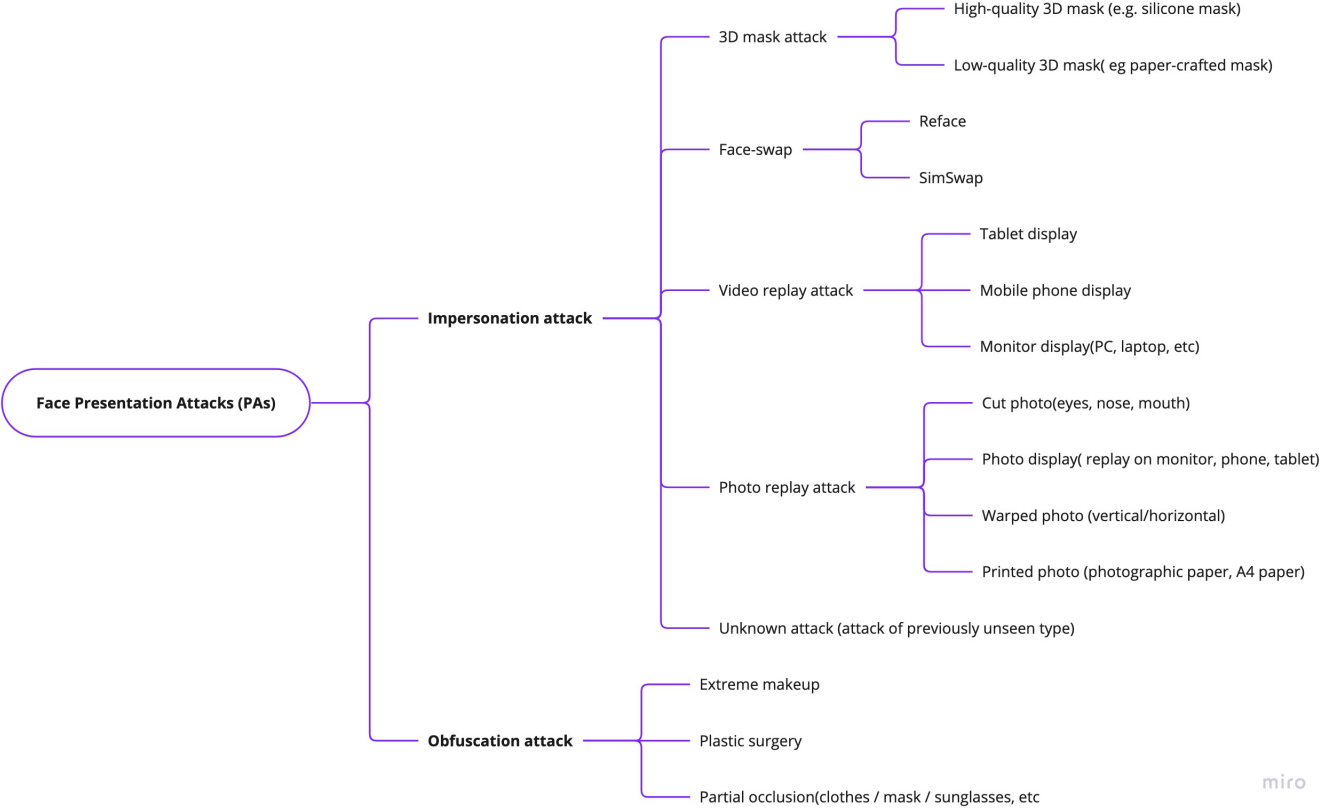 High-quality 3D mask (e.g. silicone mask)
3D mask attack
Low-quality 3D mask( eg paper-crafted mask)
Reface
Face-swap
SimSwap
Tablet display
Video replay attack
Mobile phone display
Impersonation attack
Monitor display(PC, laptop, etc)
Face Presentation Attacks (PAs)
Cut photo(eyes, nose, mouth)
Photo display( replay on monitor, phone, tablet)
Photo replay attack
Warped photo (vertical/horizontal)
Printed photo (photographic paper, A4 paper)
Unknown attack (attack of previously unseen type)
Extreme makeup
Obfuscation attack
Plastic surgery
Partial occlusion(clothes / mask / sunglasses, etc
miro